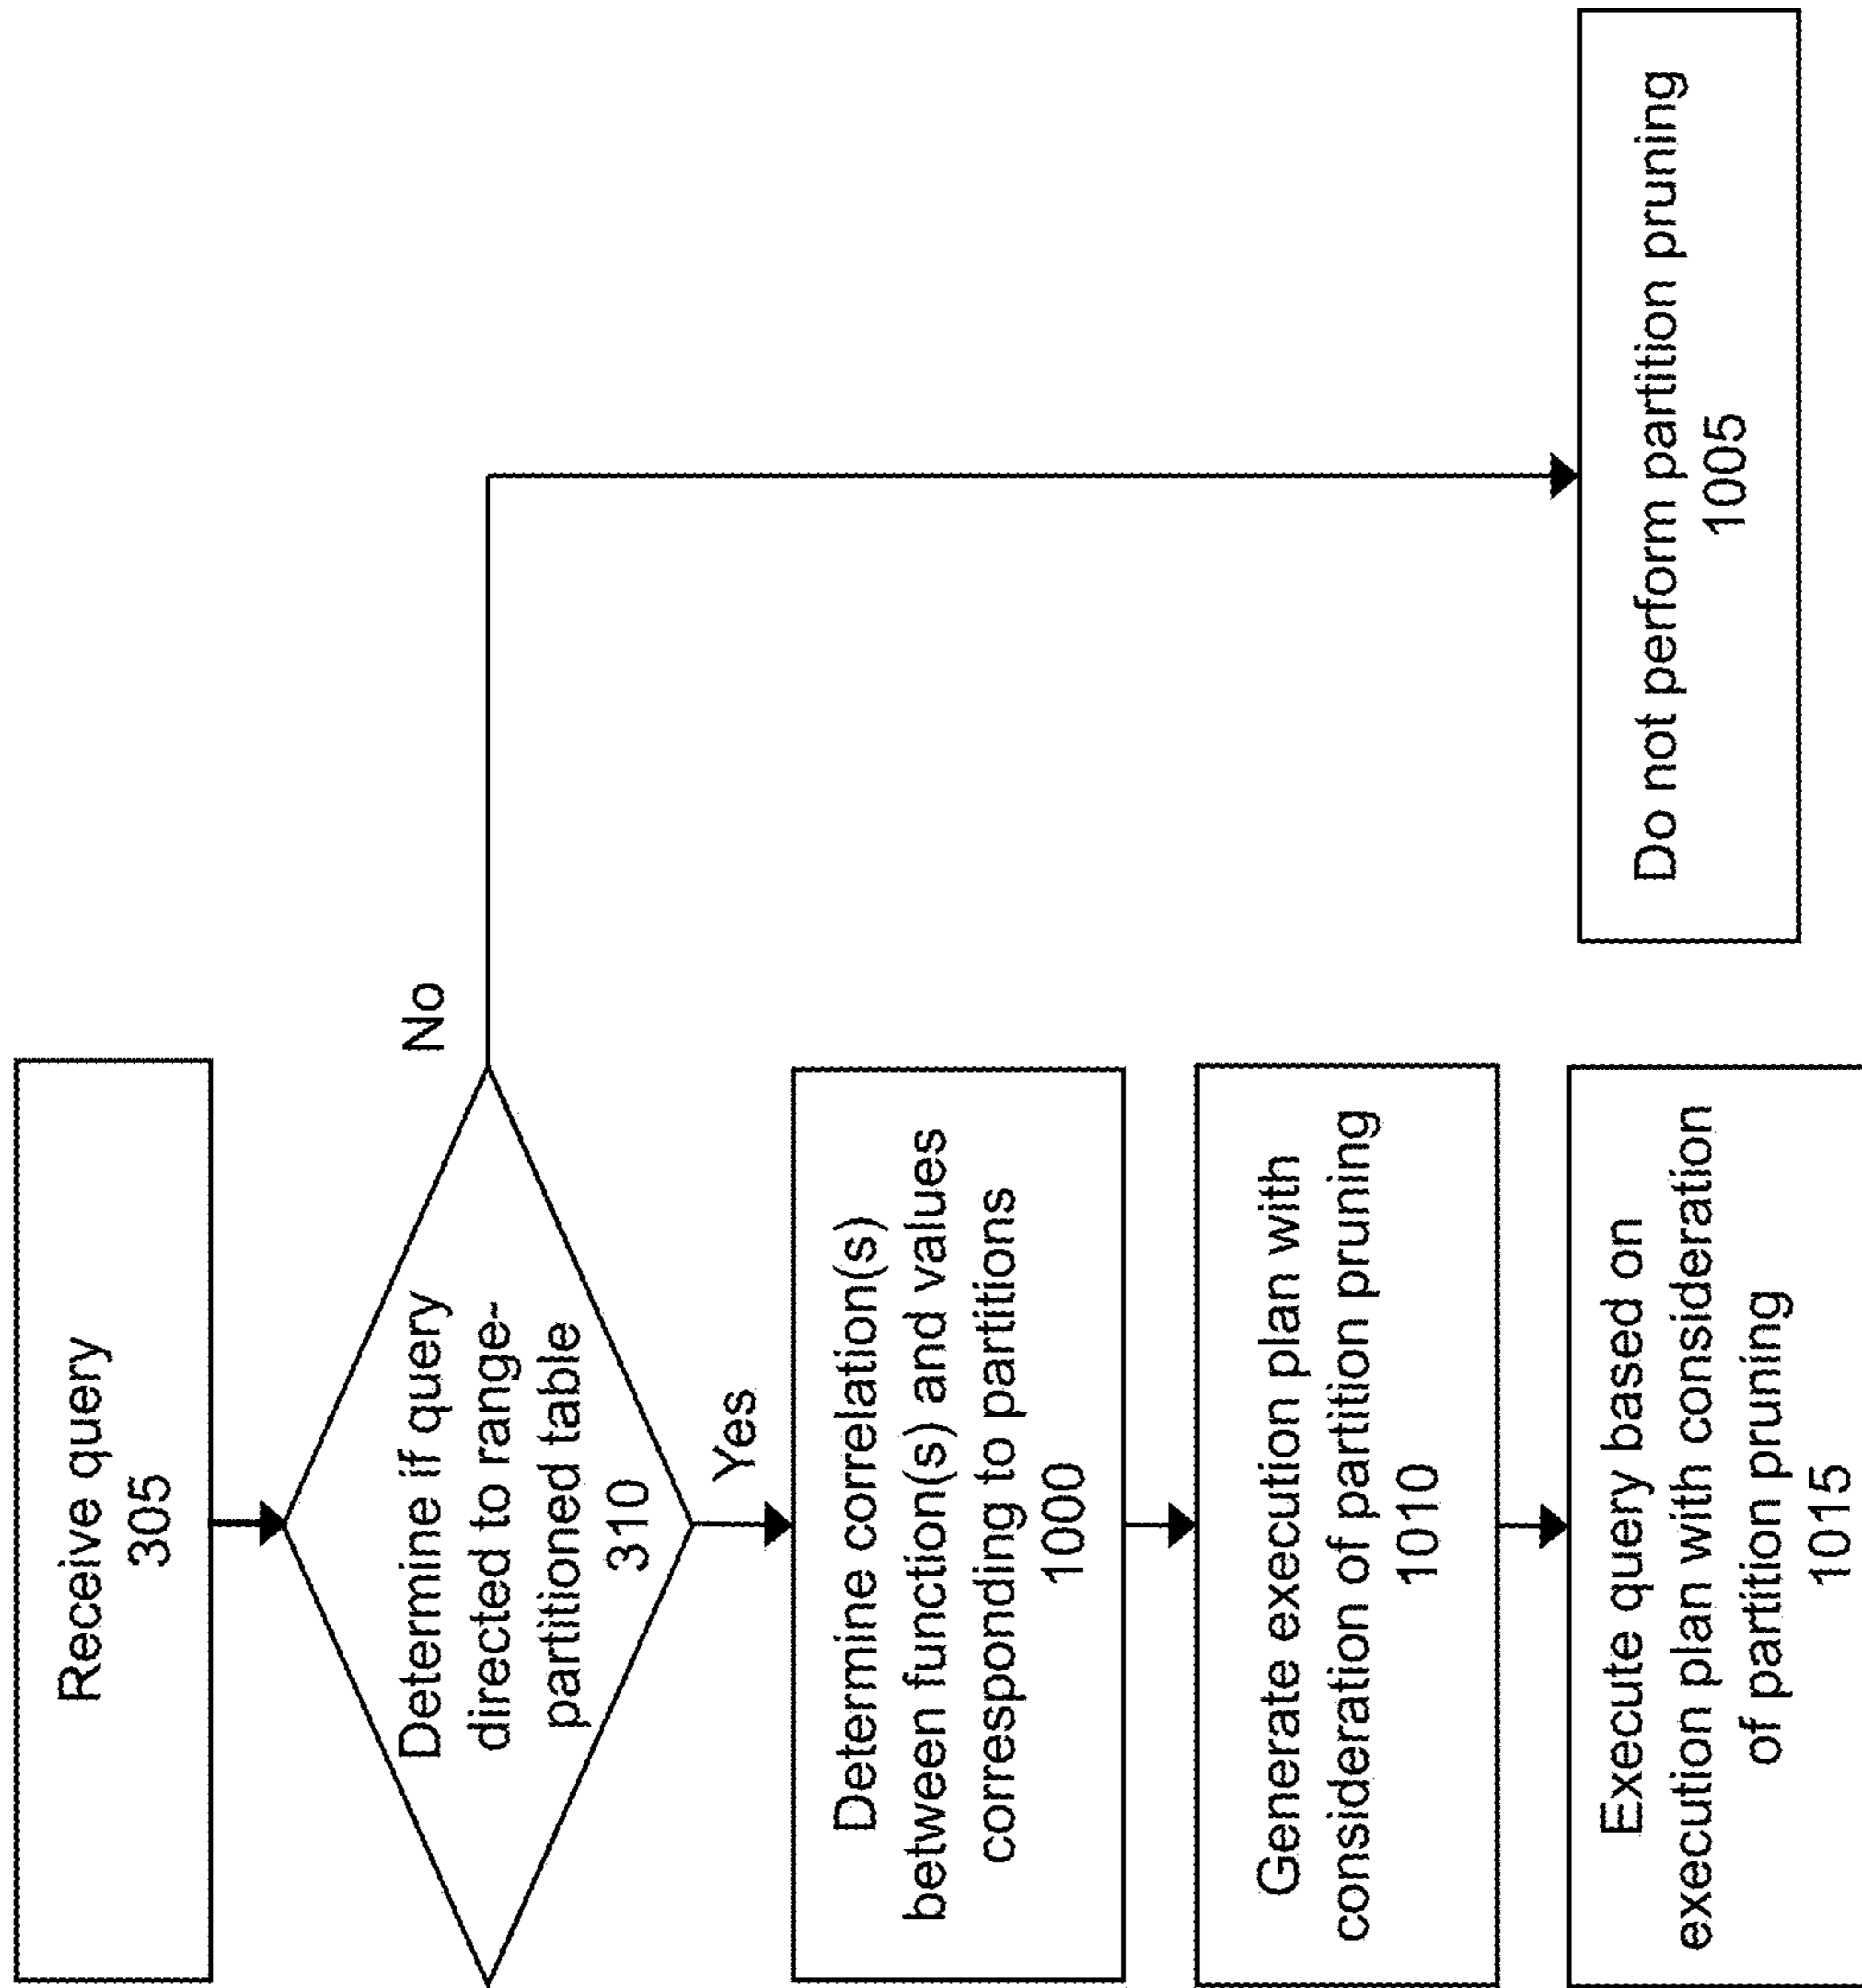 Receive query
305
Determine if query
directed to range-
partitioned table
310
No
Yes
Determine correlation(s)
between function(s) and values
corresponding to partitions
1000
Generate execution plan with
consideration of partition pruning
1010
Execute query based on
execution plan with consideration
of partition pruning
1015
Do not perform partition pruning
1005